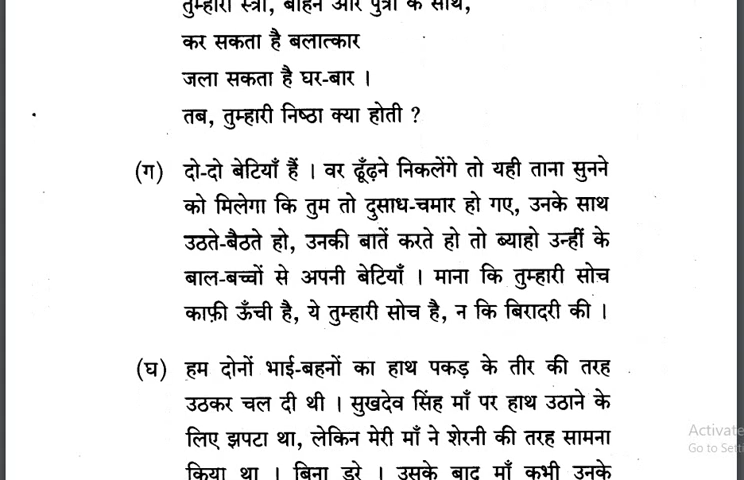 तुम्हारी स्त्री, बहिन और पुत्री के साथ,
कर सकता है बलात्कार
जला सकता है घर-बार ।
तब, तुम्हारी निष्ठा क्या होती ?
(ग) दो-दो बेटियाँ हैं । वर ढूँढ़ने निकलेंगे तो यही ताना सुनने
को मिलेगा कि तुम तो दुसाध-चमार हो गए, उनके साथ
उठते-बैठते हो, उनकी बातें करते हो तो ब्याहो उन्हीं के
बाल-बच्चों से अपनी बेटियाँ । माना कि तुम्हारी सोच
काफ़ी ऊँची है, ये तुम्हारी सोच है, न कि बिरादरी की ।
(घ) हम दोनों भाई-बहनों का हाथ पकड़ के तीर की तरह
उठकर चल दी थी । सुखदेव सिंह माँ पर हाथ उठाने के
लिए झपटा था, लेकिन मेरी माँ ने शेरनी की तरह सामना
किया था । बिना डरे । उसके बाद माँ कभी उनके
Activate
Go to Setti